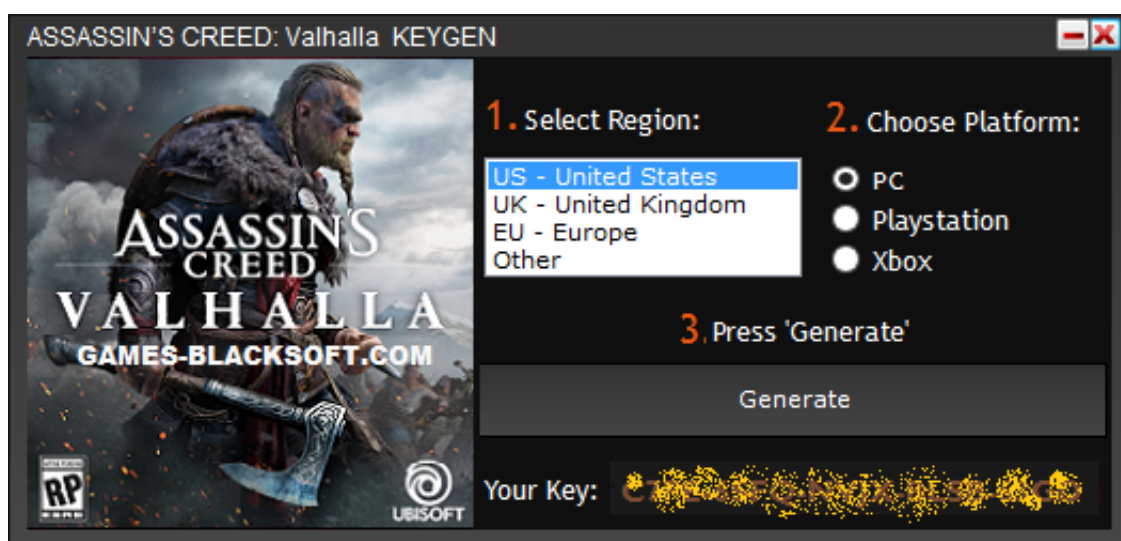 ASSASSIN'S CREED: Valhalla KEYGEN
ASSASSIN'S
CREED
VALHALLA
GAMES-BLACKSOFT.COM
RP
UBISOFT
1. Select Region:
US - United States
UK - United Kingdom
EU - Europe
Other
2. Choose Platform:
PC
Playstation
Xbox
3. Press 'Generate'
Generate
Your Key: